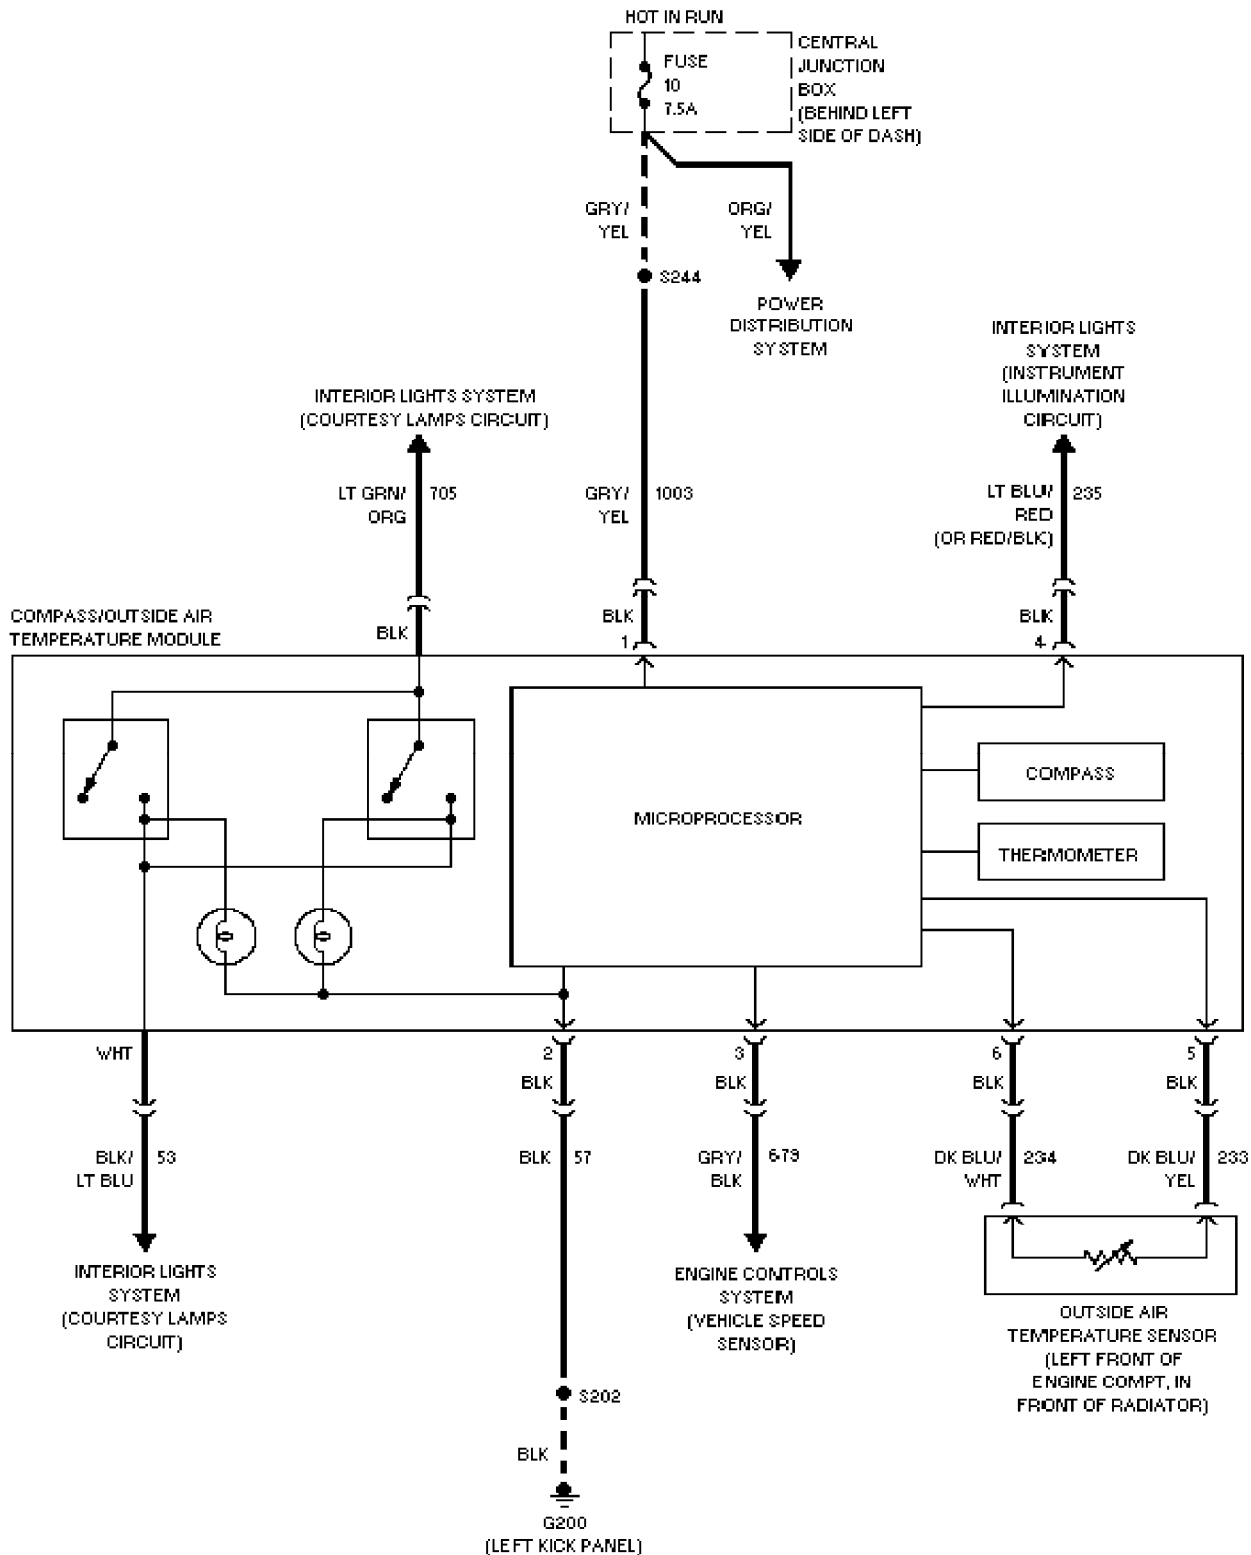 HOT IN RUN
FUSE
10
7.5A
CENTRAL
JUNCTION
BOX
(BEHIND LEFT
SIDE OF DASH)
GRY/
YEL
ORG/
YEL
S244
POWER
DISTRIBUTION
SYSTEM
INTERIOR LIGHTS
SYSTEM
(INSTRUMENT
ILLUMINATION
CIRCUIT)
INTERIOR LIGHTS SYSTEM
(COURTESY LAMPS CIRCUIT)
LT GRN/
ORG
705
GRY/
YEL
1003
LT BLU/
RED
(OR RED/BLK)
235
COMPASS/OUTSIDE AIR
TEMPERATURE MODULE
BLK
BLK
1
BLK
4
MICROPROCESSOR
COMPASS
THERMOMETER
WHT
2
BLK
3
BLK
6
BLK
5
BLK
BLK/
LT BLU
53
BLK
57
GRY/
BLK
679
DK BLU/
WHT
234
DK BLU/
YEL
233
INTERIOR LIGHTS
SYSTEM
(COURTESY LAMPS
CIRCUIT)
ENGINE CONTROLS
SYSTEM
(VEHICLE SPEED
SENSOR)
OUTSIDE AIR
TEMPERATURE SENSOR
(LEFT FRONT OF
ENGINE COMPT, IN
FRONT OF RADIATOR)
S202
BLK
G200
(LEFT KICK PANEL)